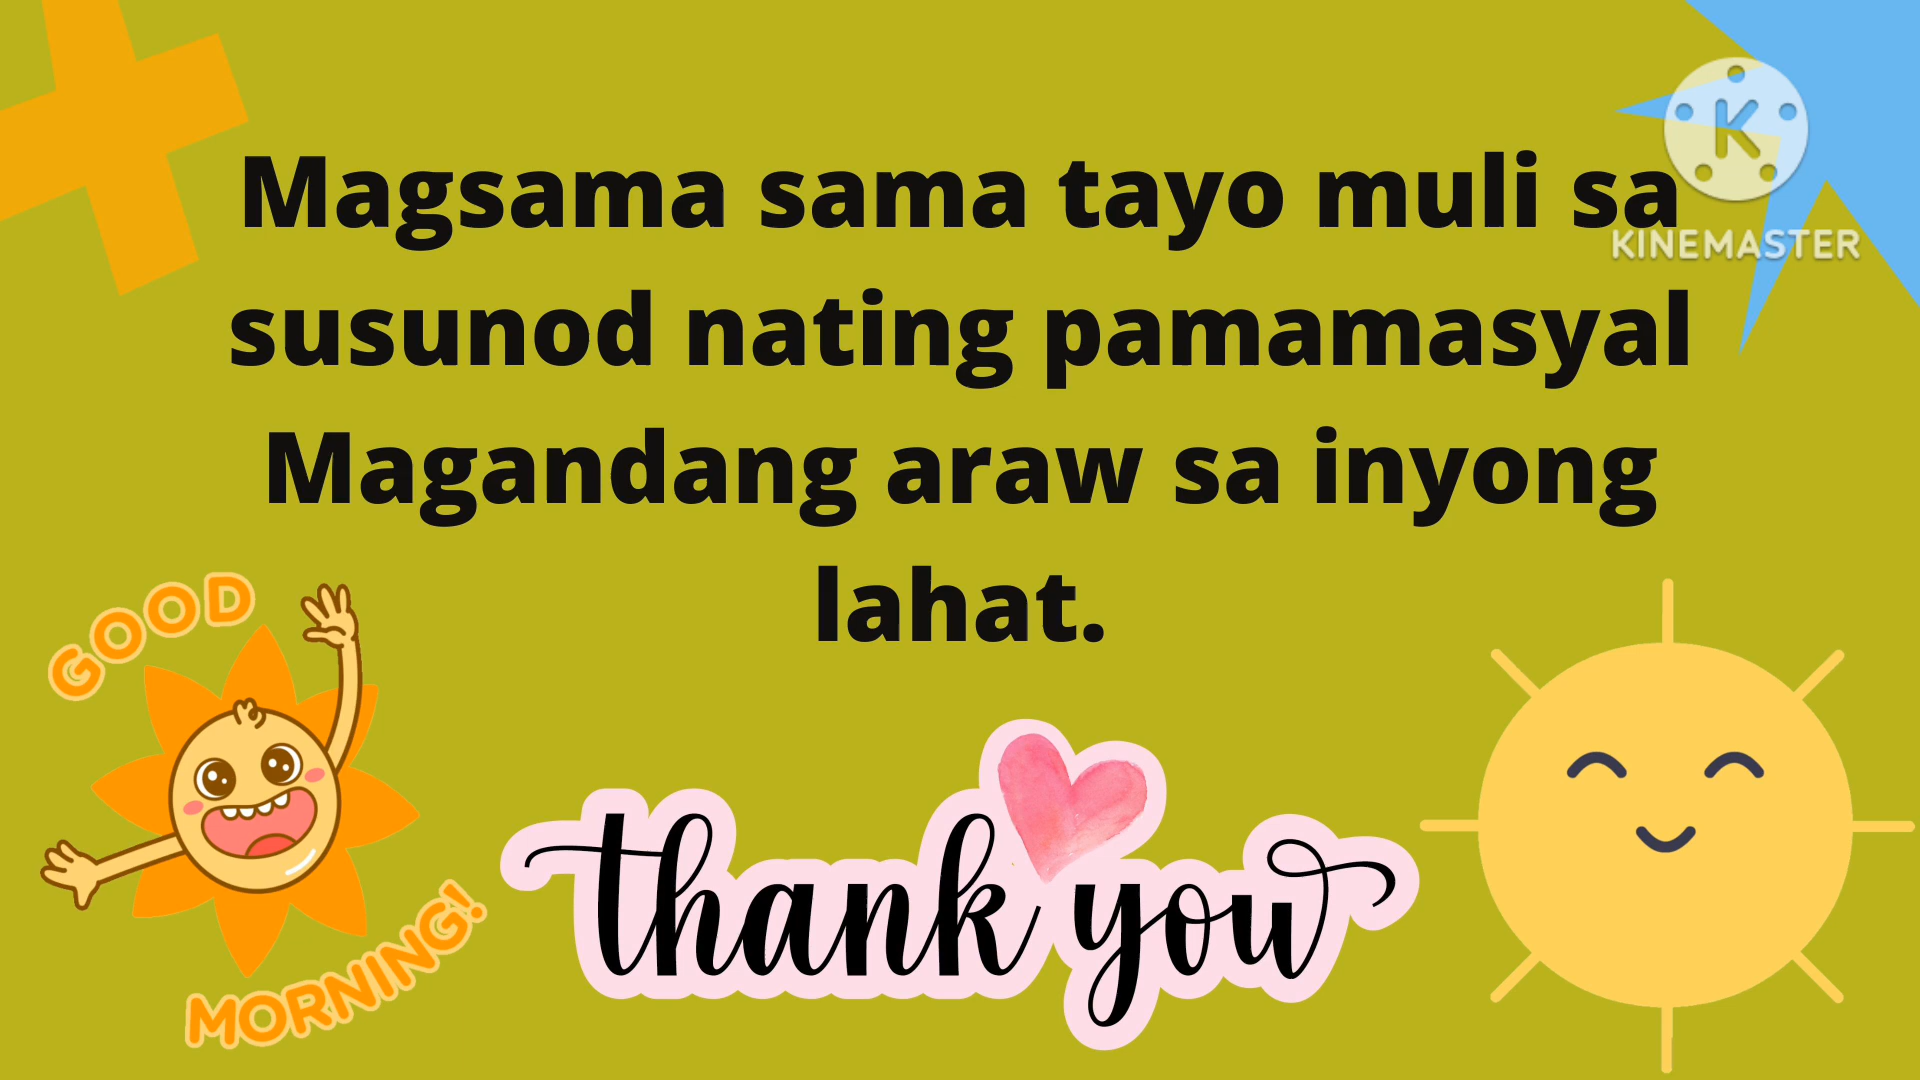 Magsama sama tayo muli sa
susunod nating pamamasyal
Magandang araw sa inyong
lahat.
K
KINEMASTER
GOOD
MORNING!
thank you